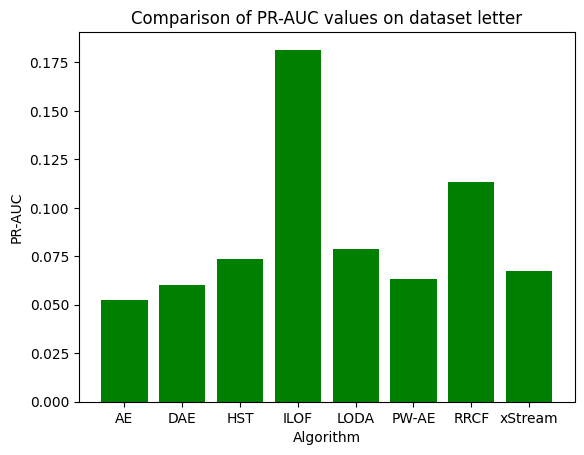 Comparison of PR-AUC values on dataset letter
PR-AUC
0.175
0.150
0.125
0.100
0.075
0.050
0.025
0.000
AE DAE HST ILOF LODA PW-AE RRCF xStream
Algorithm